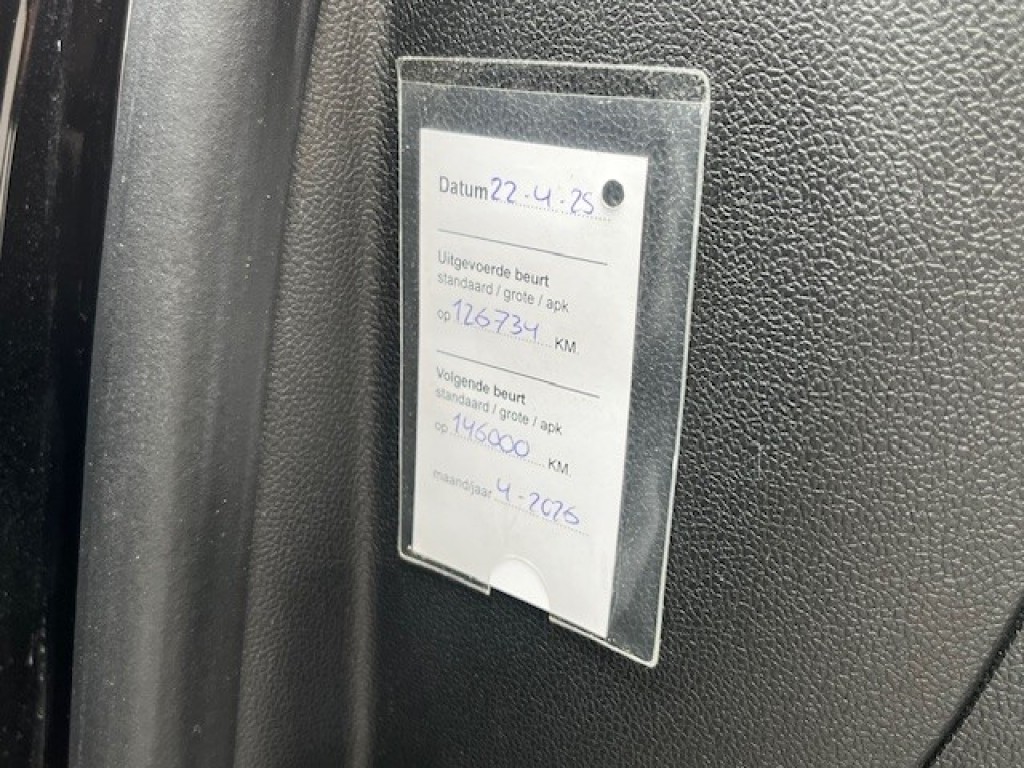 Datum 22-4-25
Uitgevoerde beurt
standaard / grote / apk
op 126734 KM.
Volgende beurt
standaard / grote / apk
op 146000 KM.
maand/jaar 4-2026